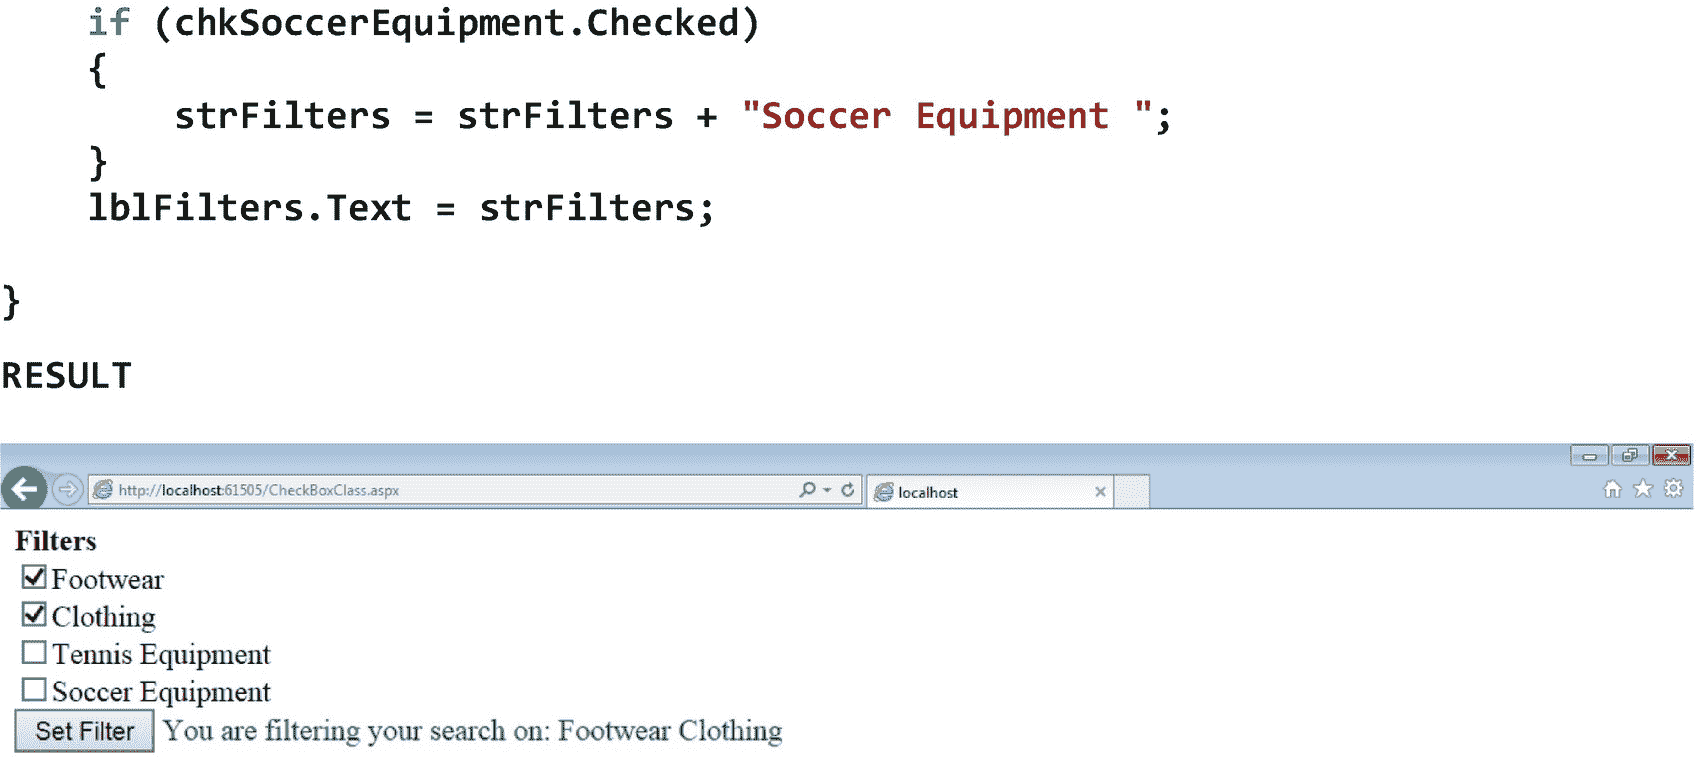 if (chkSoccerEquipment.Checked)
{
strFilters = strFilters + "Soccer Equipment ";
}
lblFilters.Text = strFilters;
}
RESULT
http://localhost:61505/CheckBoxClass.aspx
localhost
Filters
Footwear
Clothing
Tennis Equipment
Soccer Equipment
Set Filter You are filtering your search on: Footwear Clothing